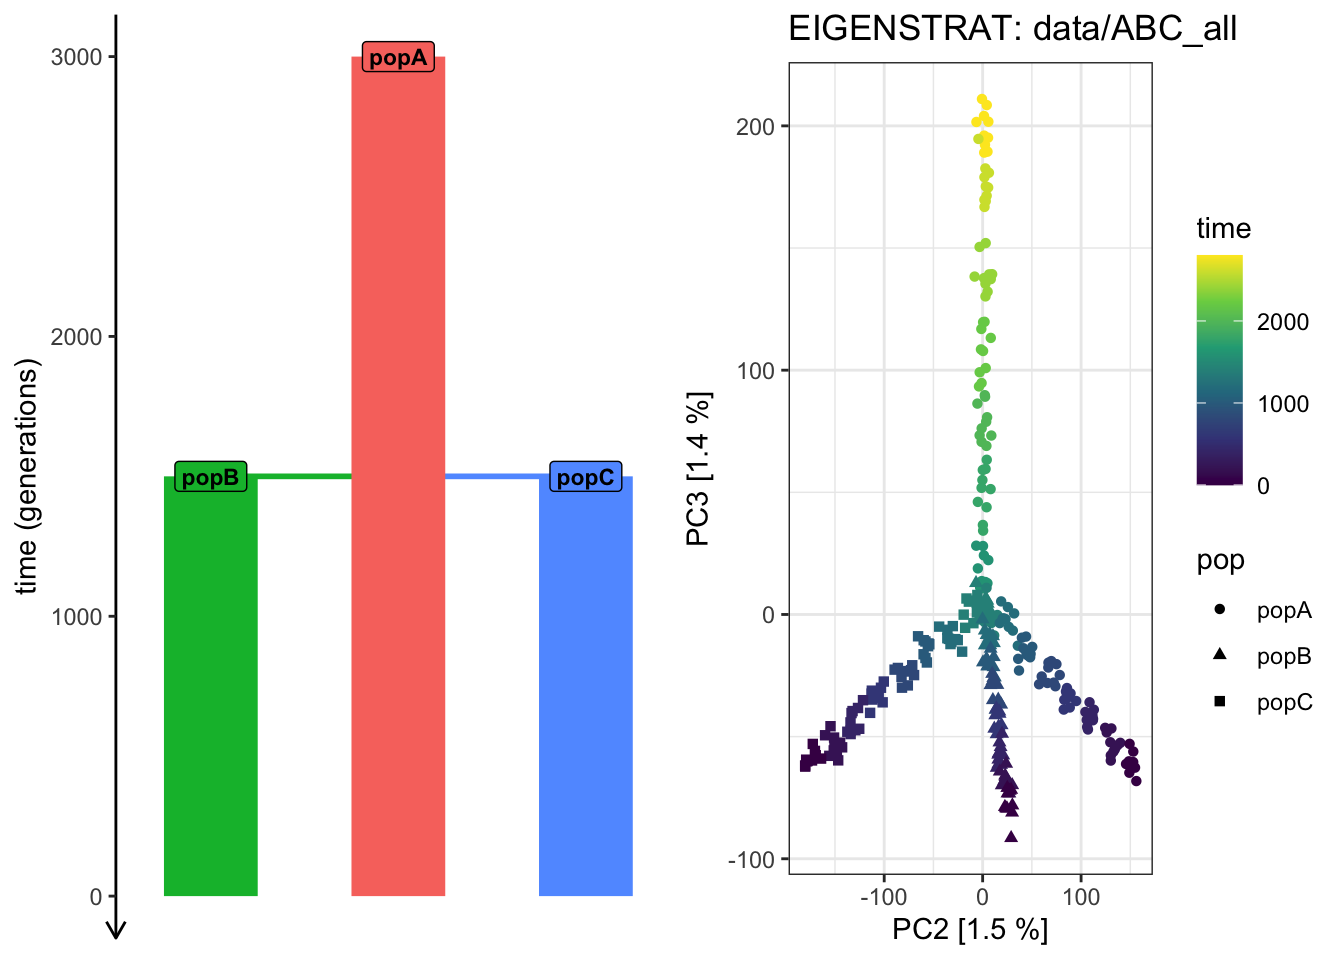 time (generations)
3000
2000
1000
0
popA
popB
popC
EIGENSTRAT: data/ABC_all
PC3 [1.4 %]
200
100
0
-100
-100 0 100
PC2 [1.5 %]
time
2000
1000
0
pop
popA
popB
popC